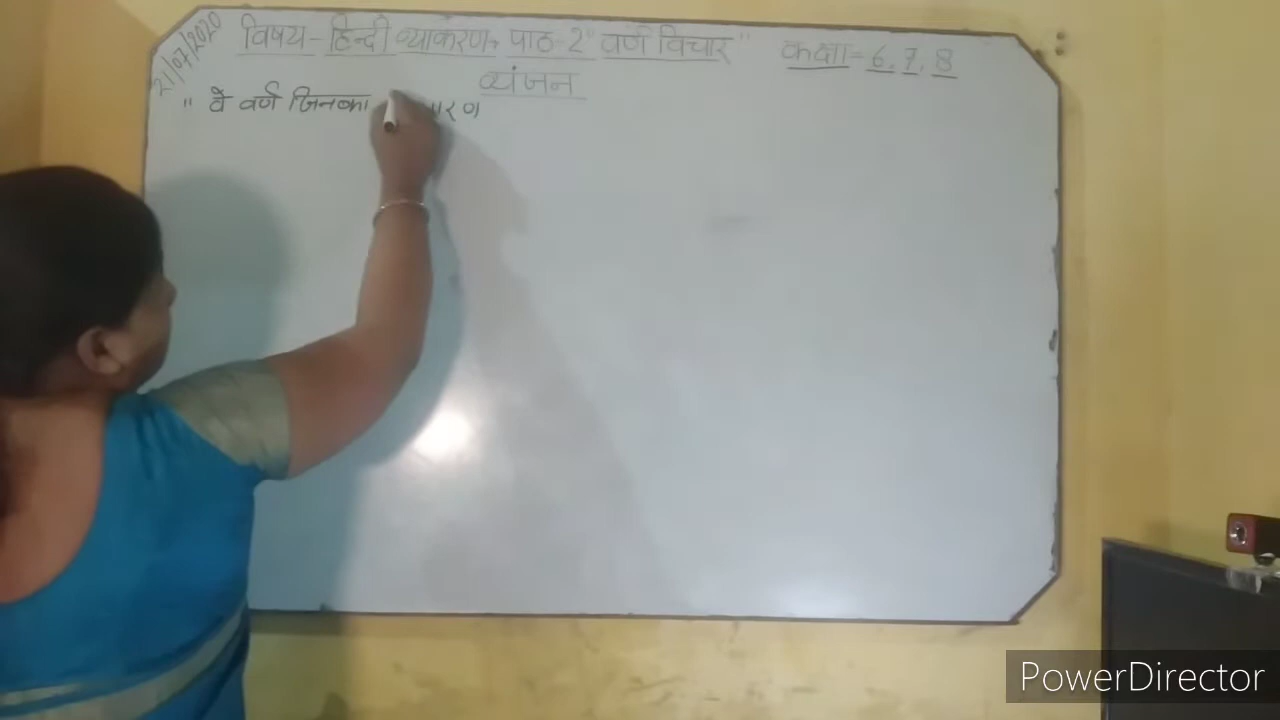 21/07/2020
विषय - हिन्दी व्याकरण, पाठ-2" वर्ण विचार" कक्षा = 6, 7, 8
व्यंजन
" वे वर्ण जिनका
PowerDirector